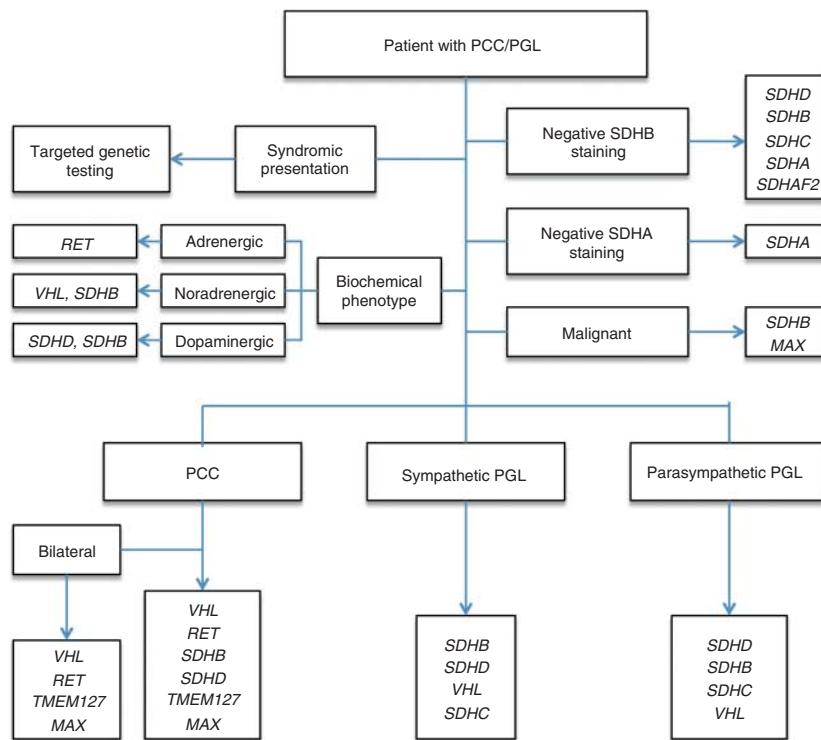 Patient with PCC/PGL
Targeted genetic
testing
Syndromic
presentation
Negative SDHB
staining
SDHD
SDHB
SDHC
SDHA
SDHAF2
RET
Adrenergic
VHL, SDHB
Noradrenergic
SDHD, SDHB
Dopaminergic
Biochemical
phenotype
Negative SDHA
staining
SDHA
Malignant
SDHB
MAX
PCC
Sympathetic PGL
Parasympathetic PGL
Bilateral
VHL
RET
TMEM127
MAX
VHL
RET
SDHB
SDHD
TMEM127
MAX
SDHB
SDHD
VHL
SDHC
SDHD
SDHB
SDHC
VHL